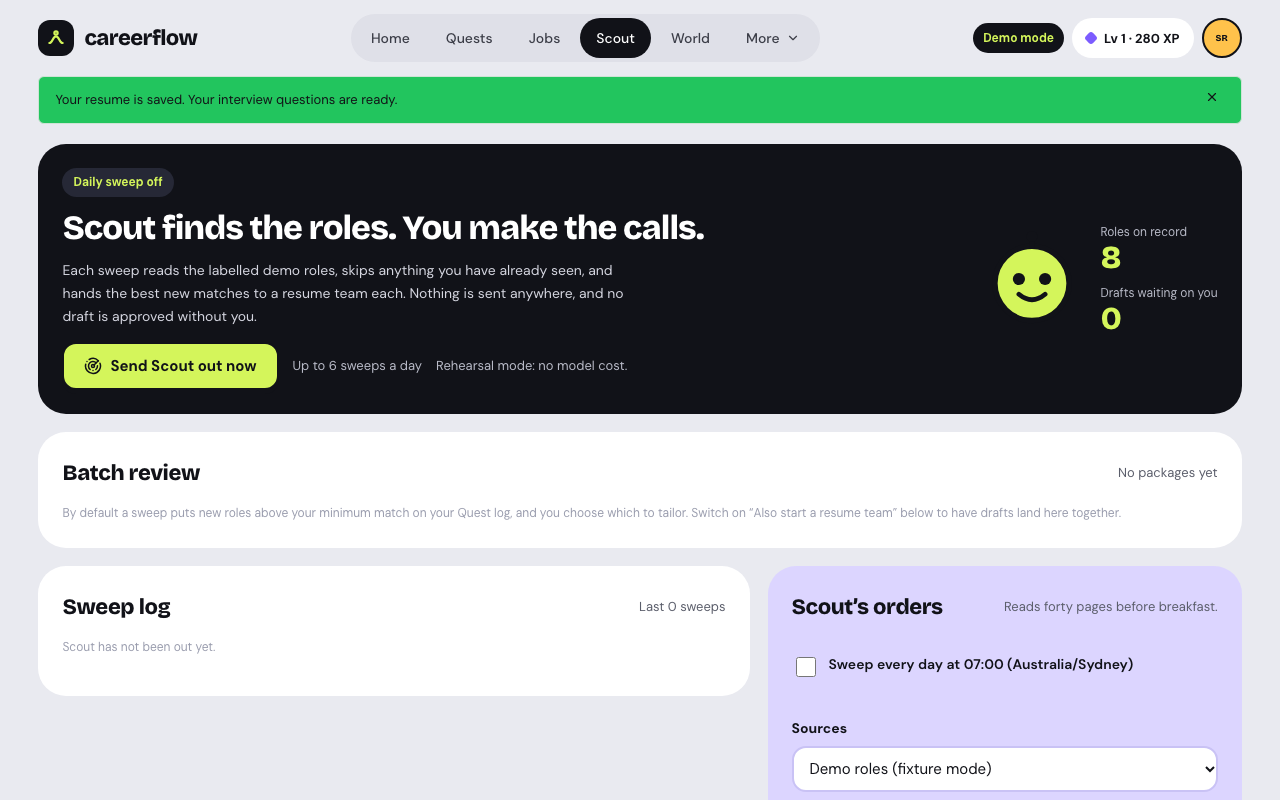 careerflow
Home
Quests
Jobs
Scout
World
More
Demo mode
Lv 1 · 280 XP
SR
Your resume is saved. Your interview questions are ready.
Daily sweep off
Scout finds the roles. You make the calls.
Each sweep reads the labelled demo roles, skips anything you have already seen, and
hands the best new matches to a resume team each. Nothing is sent anywhere, and no
draft is approved without you.
Send Scout out now
Up to 6 sweeps a day
Rehearsal mode: no model cost.
Roles on record
8
Drafts waiting on you
0
Batch review
No packages yet
By default a sweep puts new roles above your minimum match on your Quest log, and you choose which to tailor. Switch on “Also start a resume team” below to have drafts land here together.
Sweep log
Last 0 sweeps
Scout has not been out yet.
Scout's orders
Reads forty pages before breakfast.
Sweep every day at 07:00 (Australia/Sydney)
Sources
Demo roles (fixture mode)